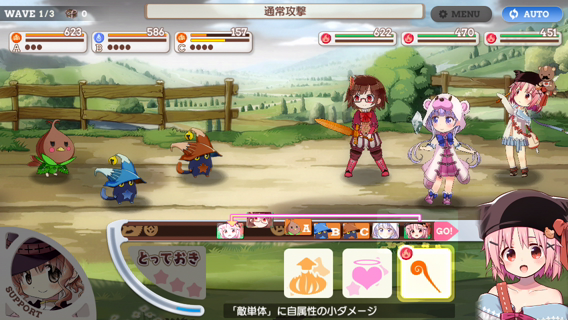 WAVE 1/3 0
通常攻撃
MENU
AUTO
623
A
586
B
157
C
622
470
451
A B C GO!
とっておき
SUPPORT
「敵単体」に自属性の小ダメージ